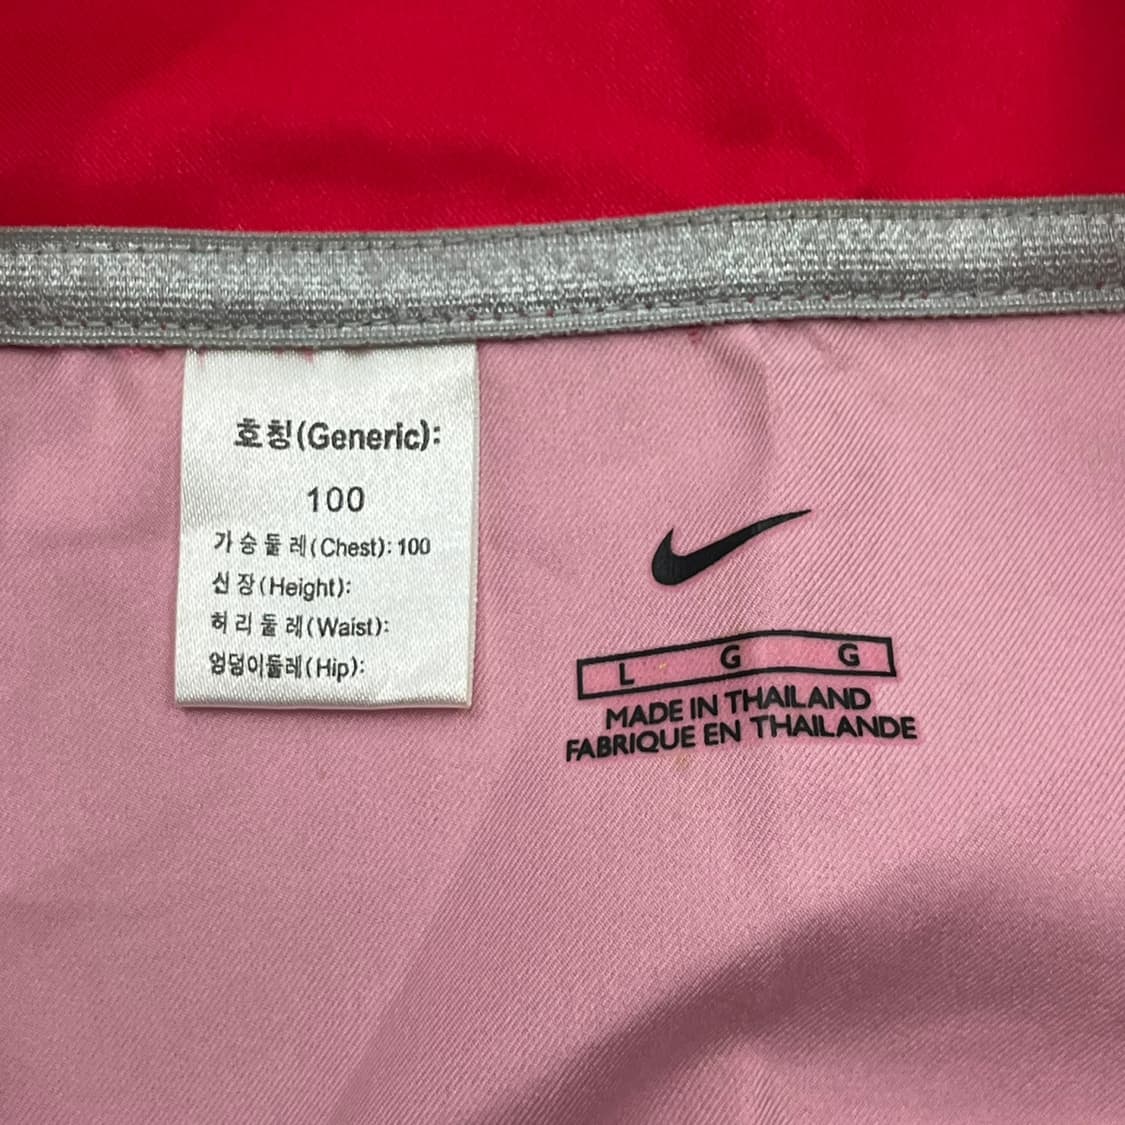 호칭(Generic):
100
가슴둘레(Chest): 100
신장(Height):
허리둘레(Waist):
엉덩이둘레(Hip):
L G G
MADE IN THAILAND
FABRIQUE EN THAILANDE